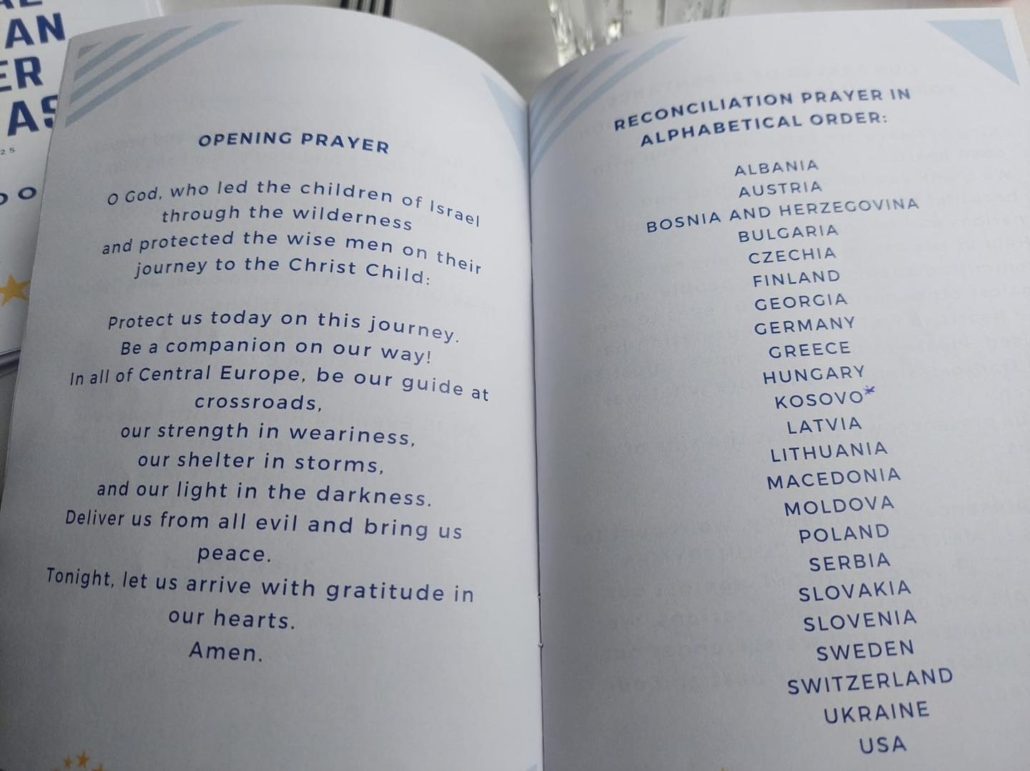 AN
ER
AS
25
OPENING PRAYER
O God, who led the children of Israel
through the wilderness
and protected the wise men on their
journey to the Christ Child:
Protect us today on this journey.
Be a companion on our way!
In all of Central Europe, be our guide at
crossroads,
our strength in weariness,
our shelter in storms,
and our light in the darkness.
Deliver us from all evil and bring us
peace.
Tonight, let us arrive with gratitude in
our hearts.
Amen.
RECONCILIATION PRAYER IN
ALPHABETICAL ORDER:
ALBANIA
AUSTRIA
BOSNIA AND HERZEGOVINA
BULGARIA
CZECHIA
FINLAND
GEORGIA
GERMANY
GREECE
HUNGARY
KOSOVO*
LATVIA
LITHUANIA
MACEDONIA
MOLDOVA
POLAND
SERBIA
SLOVAKIA
SLOVENIA
SWEDEN
SWITZERLAND
UKRAINE
USA